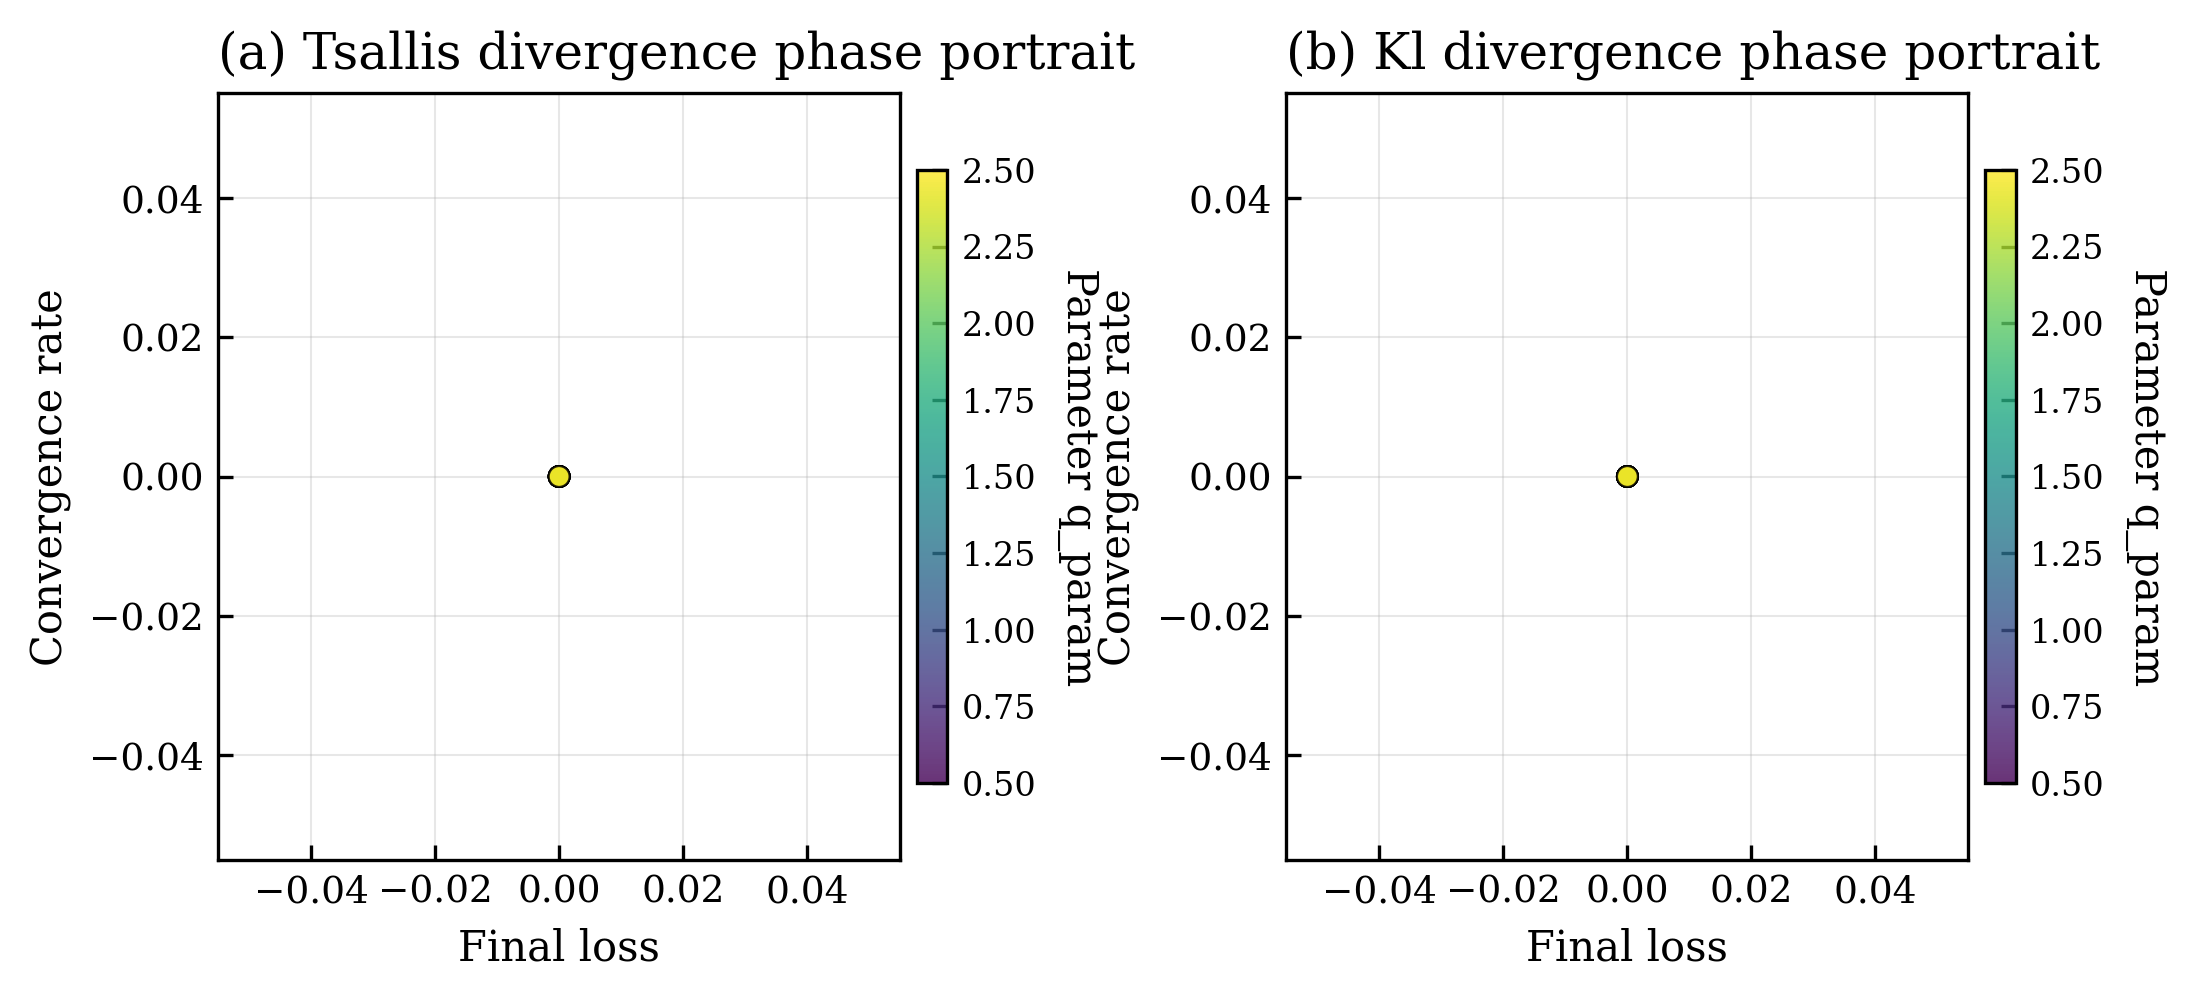 (a) Tsallis divergence phase portrait
Convergence rate
0.04
0.02
0.00
−0.02
−0.04
−0.04 −0.02 0.00 0.02 0.04
Final loss
2.50
2.25
2.00
1.75
1.50
1.25
1.00
0.75
0.50
Parameter q_param
(b) Kl divergence phase portrait
Convergence rate
0.04
0.02
0.00
−0.02
−0.04
−0.04 −0.02 0.00 0.02 0.04
Final loss
2.50
2.25
2.00
1.75
1.50
1.25
1.00
0.75
0.50
Parameter q_param